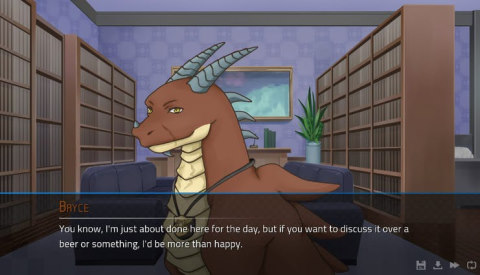 Bryce
You know, I'm just about done here for the day, but if you want to discuss it over a
beer or something, I'd be more than happy.